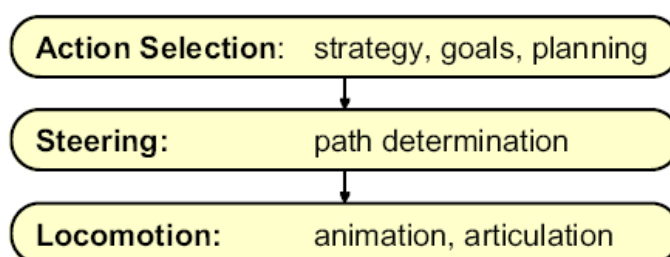 Action Selection: strategy, goals, planning
Steering: path determination
Locomotion: animation, articulation